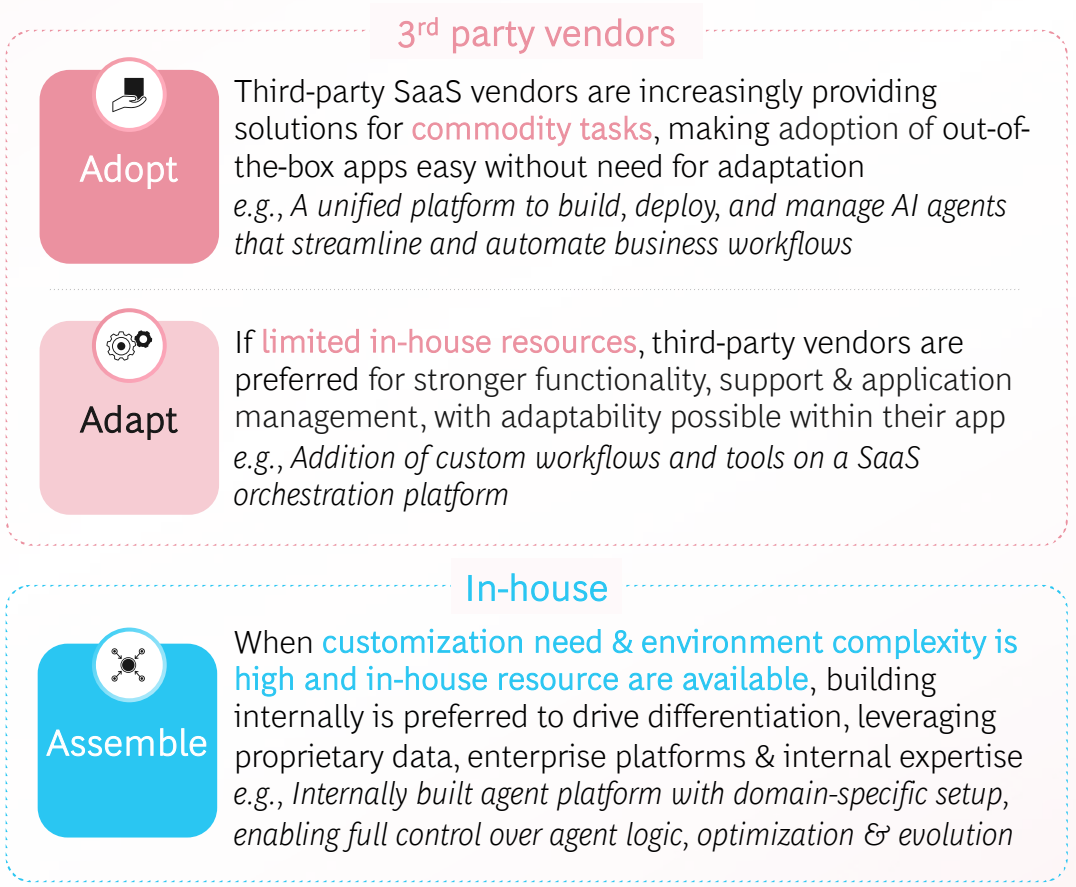 3rd party vendors
Adopt
Third-party SaaS vendors are increasingly providing
solutions for commodity tasks, making adoption of out-of-
the-box apps easy without need for adaptation
e.g., A unified platform to build, deploy, and manage AI agents
that streamline and automate business workflows
Adapt
If limited in-house resources, third-party vendors are
preferred for stronger functionality, support & application
management, with adaptability possible within their app
e.g., Addition of custom workflows and tools on a SaaS
orchestration platform
In-house
Assemble
When customization need & environment complexity is
high and in-house resource are available, building
internally is preferred to drive differentiation, leveraging
proprietary data, enterprise platforms & internal expertise
e.g., Internally built agent platform with domain-specific setup,
enabling full control over agent logic, optimization & evolution